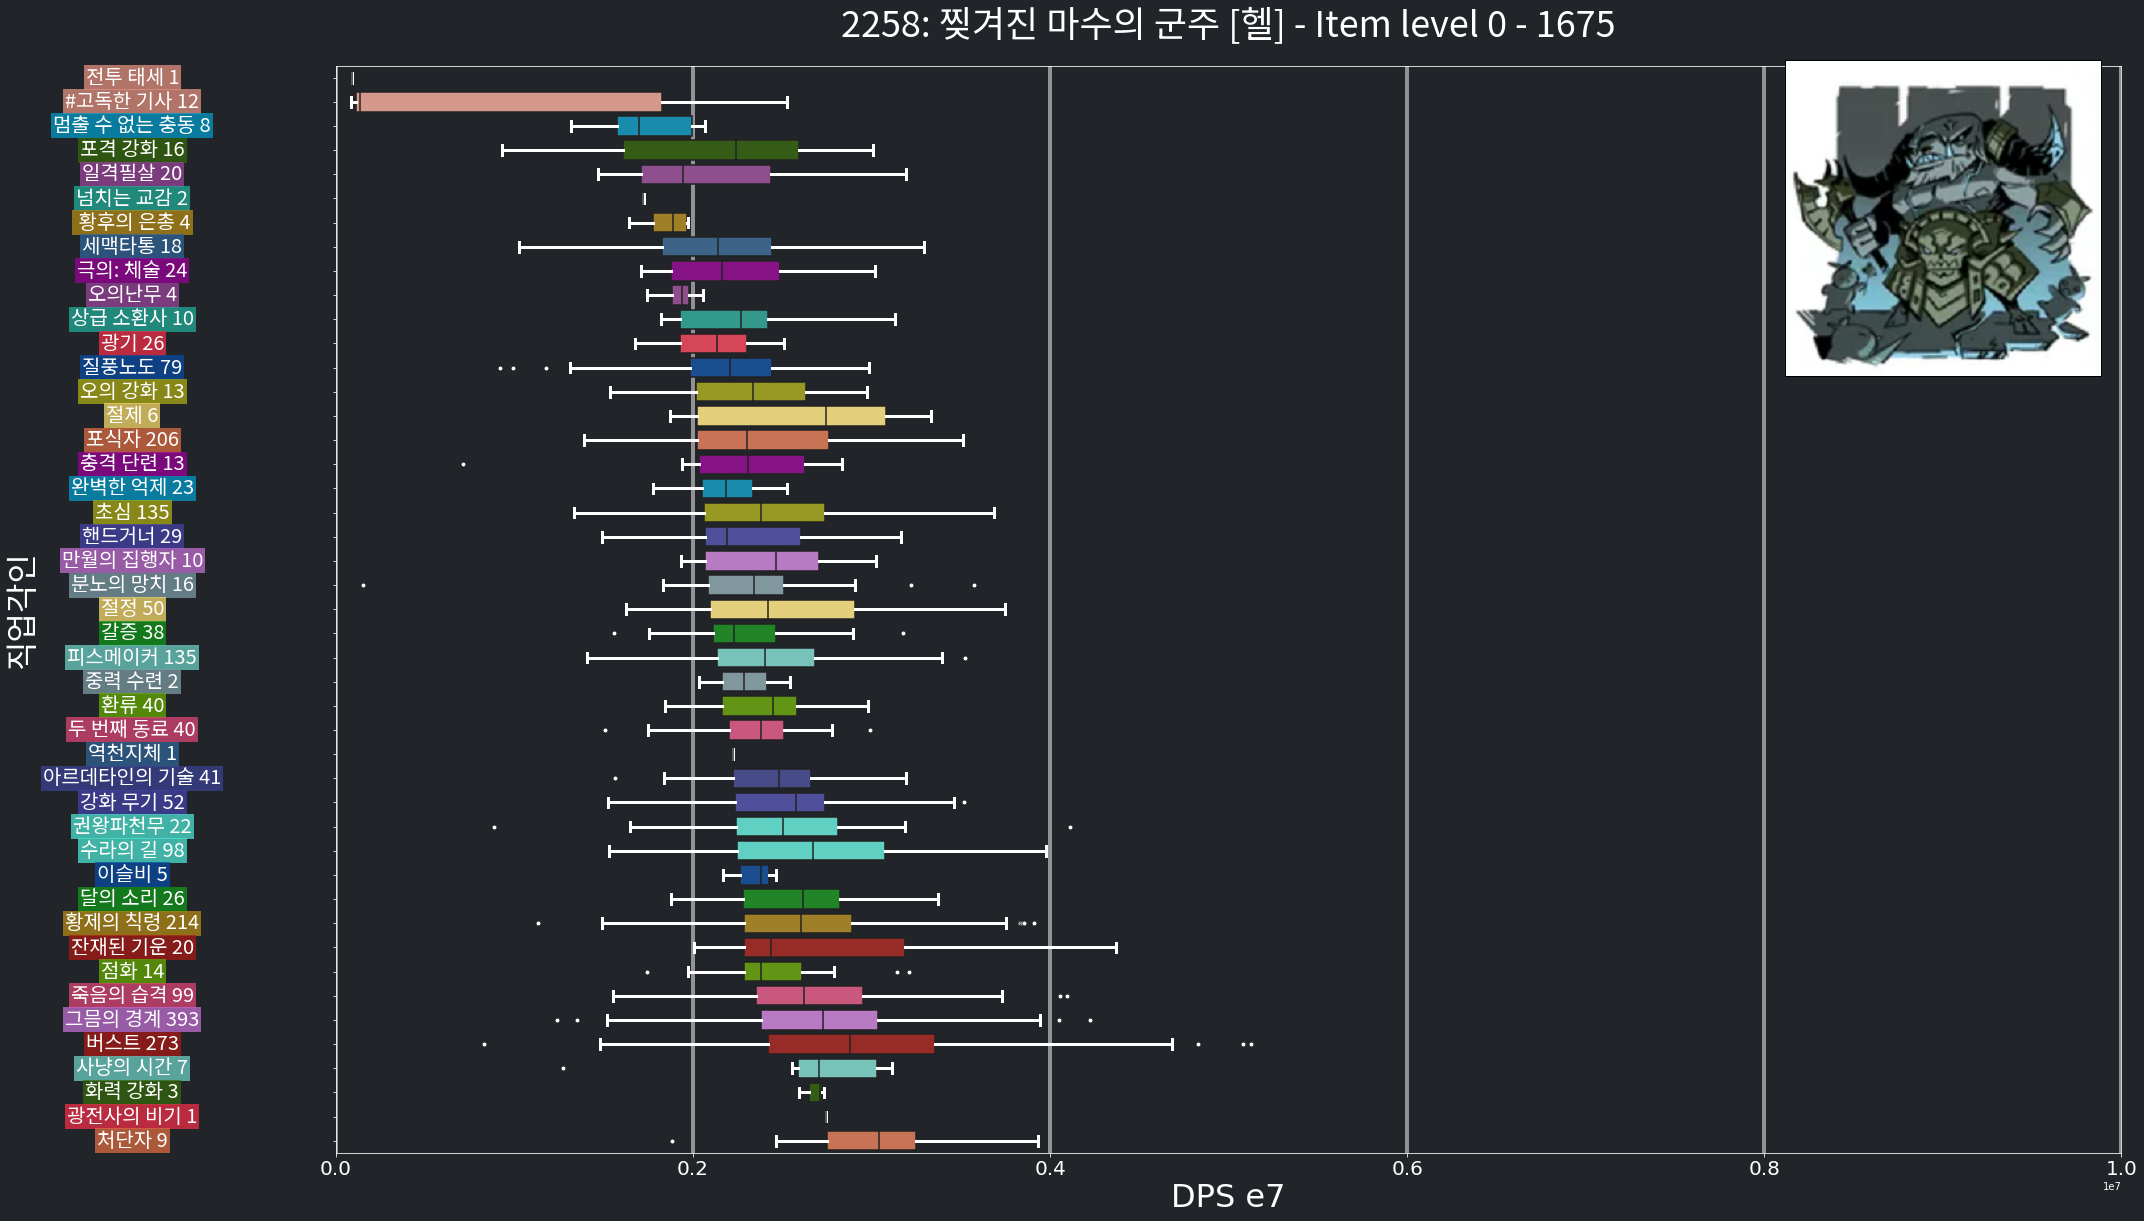 2258: 찢겨진 마수의 군주 [헬] - Item level 0 - 1675
직업각인
전투 태세 1
#고독한 기사 12
멈출 수 없는 충동 8
포격 강화 16
일격필살 20
넘치는 교감 2
황후의 은총 4
세맥타통 18
극의: 체술 24
오의난무 4
상급 소환사 10
광기 26
질풍노도 79
오의 강화 13
절제 6
포식자 206
충격 단련 13
완벽한 억제 23
초심 135
핸드거너 29
만월의 집행자 10
분노의 망치 16
절정 50
갈증 38
피스메이커 135
중력 수련 2
환류 40
두 번째 동료 40
역천지체 1
아르데타인의 기술 41
강화 무기 52
권왕파천무 22
수라의 길 98
이슬비 5
달의 소리 26
황제의 칙령 214
잔재된 기운 20
점화 14
죽음의 습격 99
그믐의 경계 393
버스트 273
사냥의 시간 7
화력 강화 3
광전사의 비기 1
처단자 9
0.0 0.2 0.4 0.6 0.8 1.0
1e7
DPS e7